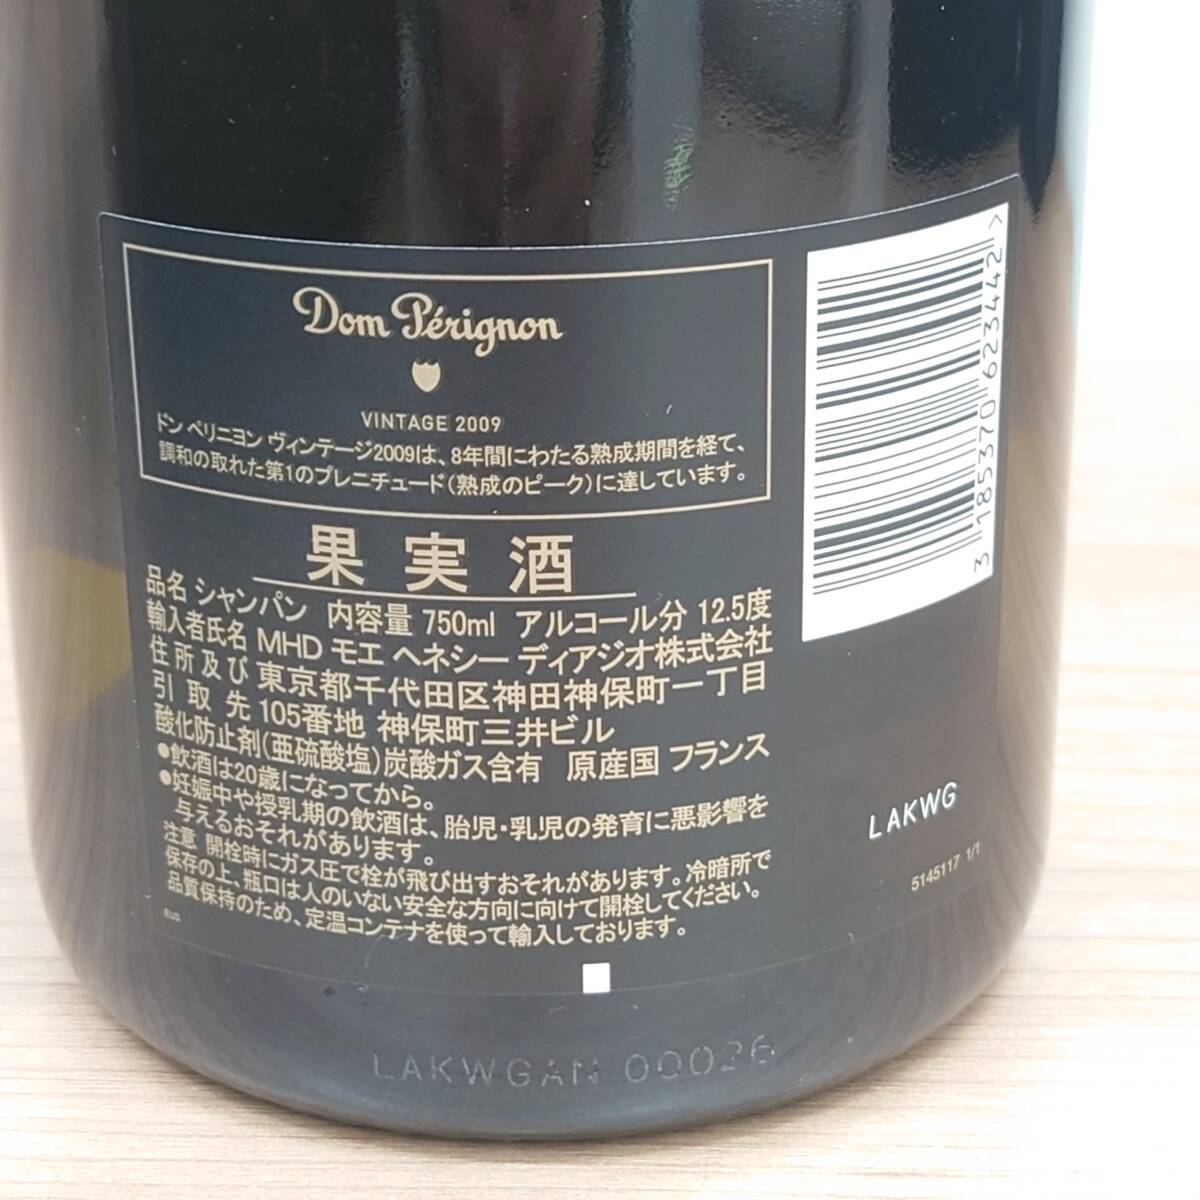 Dom Pérignon
VINTAGE 2009
ドン ペリニヨン ヴィンテージ2009は、8年間にわたる熟成期間を経て、
調和の取れた第1のプレニチュード(熟成のピーク)に達しています。
果実酒
品名 シャンパン 内容量 750ml アルコール分 12.5度
輸入者氏名 MHD モエ ヘネシー ディアジオ株式会社
住所及び 東京都千代田区神田神保町一丁目
引取先 105番地 神保町三井ビル
酸化防止剤(亜硫酸塩)炭酸ガス含有 原産国 フランス
●飲酒は20歳になってから。
●妊娠中や授乳期の飲酒は、胎児・乳児の発育に悪影響を
与えるおそれがあります。
注意 開栓時にガス圧で栓が飛び出すおそれがあります。冷暗所で
保存の上、瓶口は人のいない安全な方向に向けて開栓してください。
品質保持のため、定温コンテナを使って輸入しております。
3 185370 623442 >
LAKWG
5145117 1/1
LAKWGAN 00026